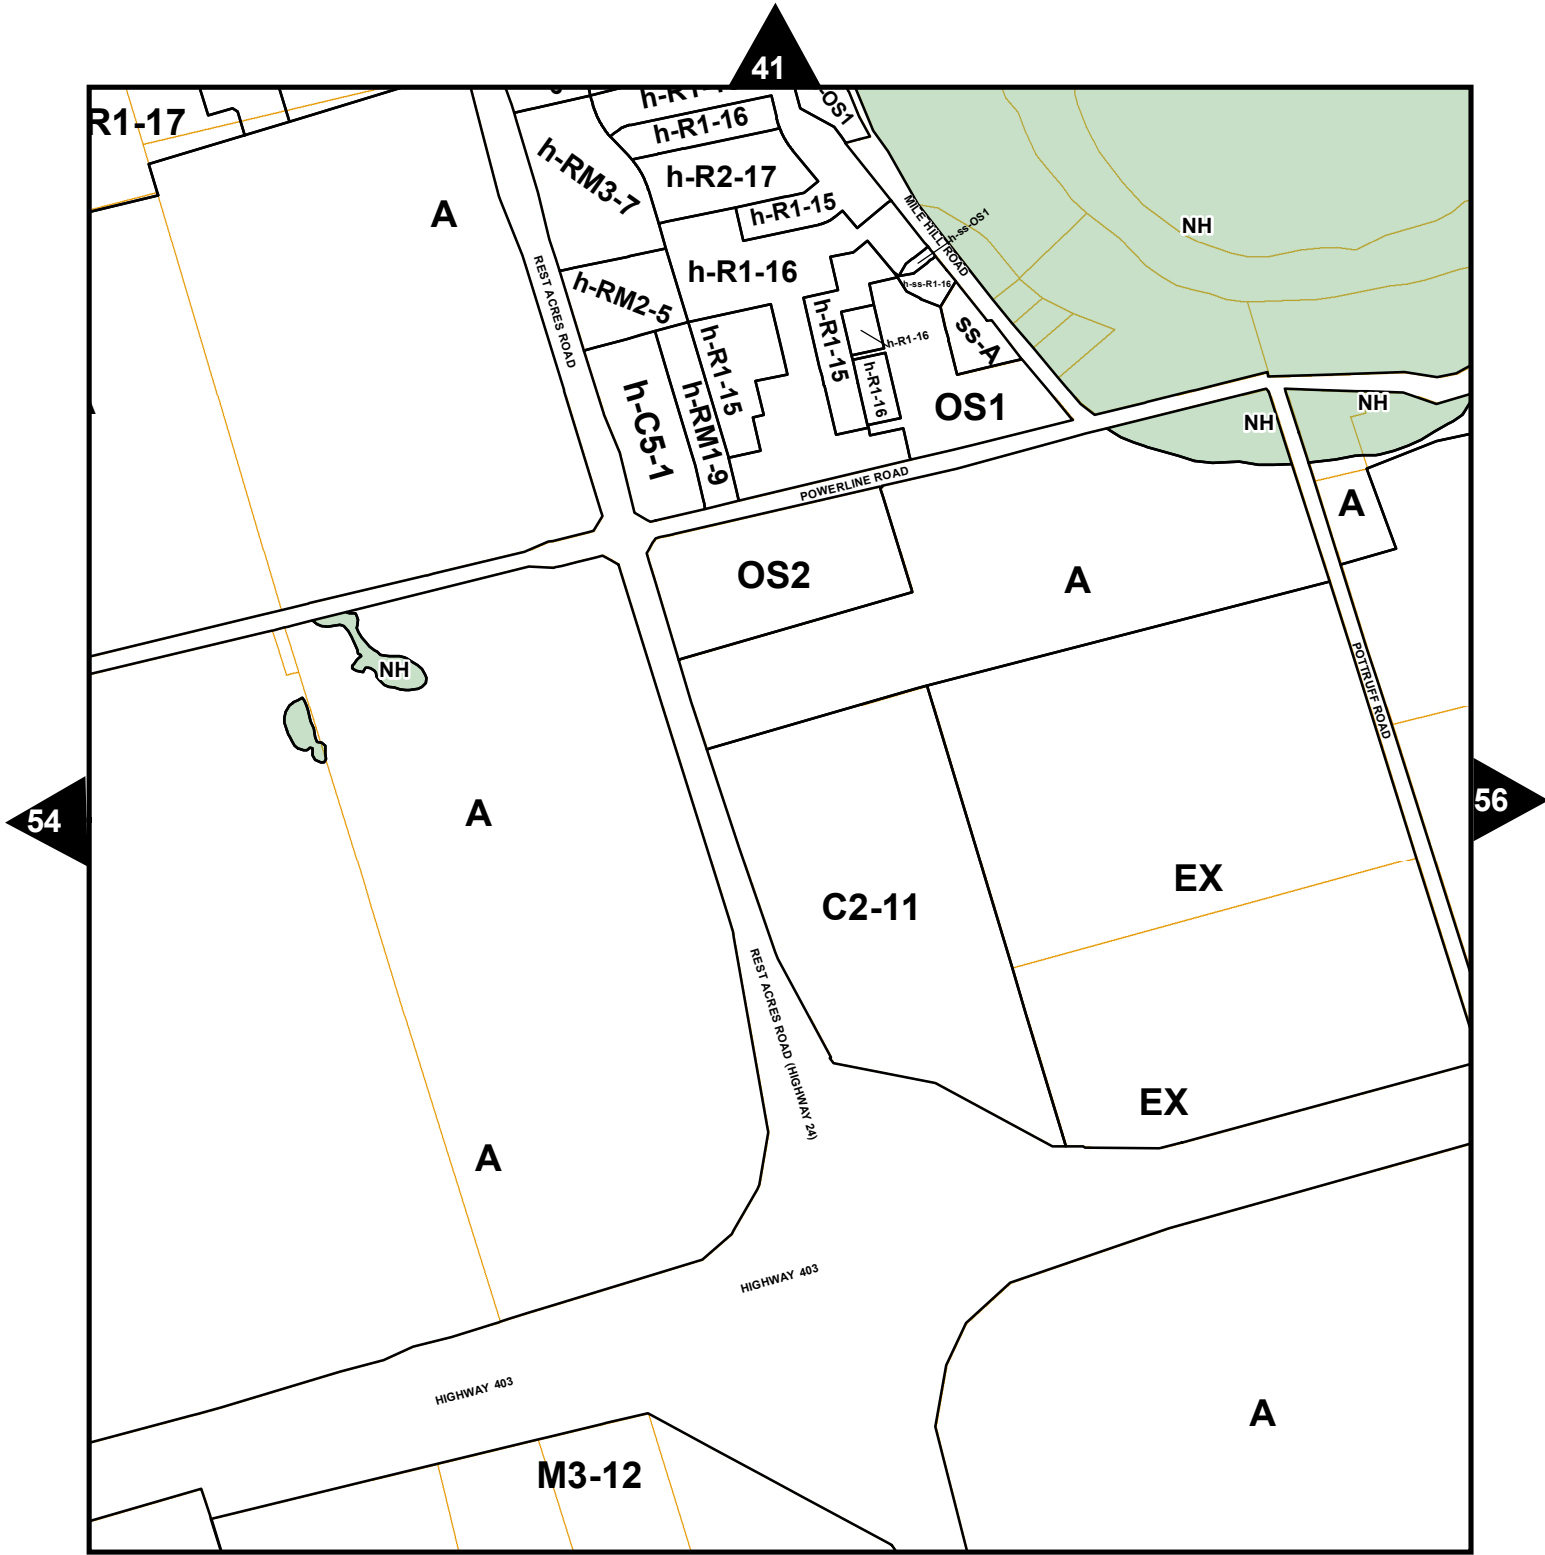 41
R1-17
h-R1-16
-OS1
h-RM3-7
h-R2-17
h-R1-15
A
MILE HILL ROAD
h-ss-OS1
NH
REST ACRES ROAD
h-R1-16
h-ss-R1-16
h-RM2-5
h-R1-15
h-R1-15
h-R1-16
ss-A
h-C5-1
h-RM1-9
h-R1-16
OS1
NH
NH
POWERLINE ROAD
A
OS2
A
NH
POTTRUFF ROAD
A
54
56
C2-11
EX
REST ACRES ROAD (HIGHWAY 24)
EX
A
HIGHWAY 403
HIGHWAY 403
A
M3-12